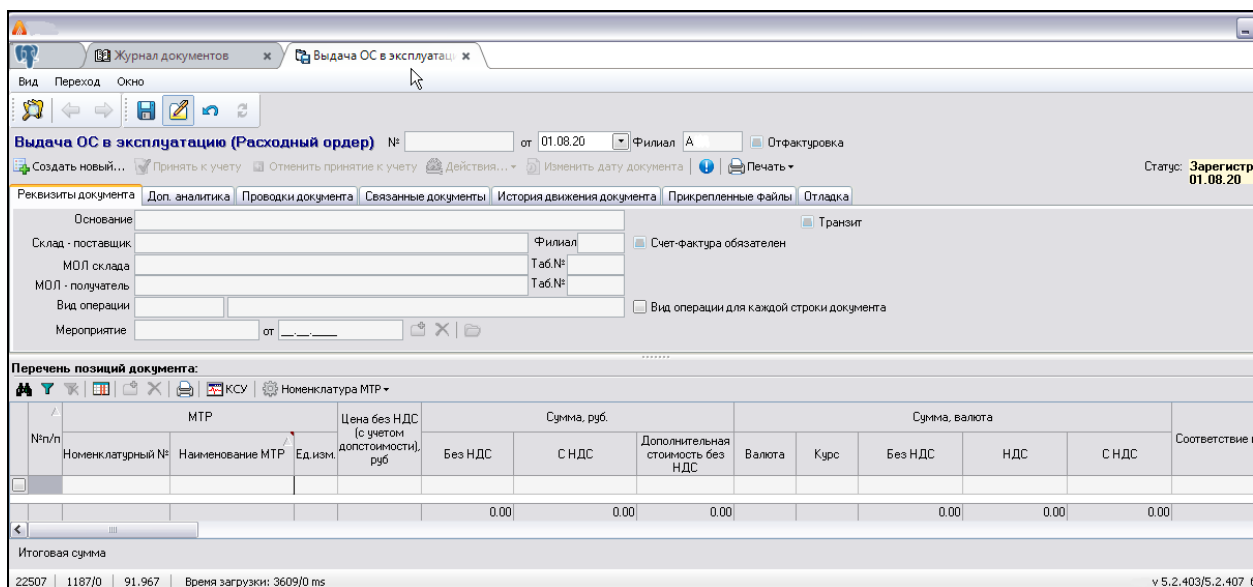 Журнал документов
Выдача ОС в эксплуатаци
Вид Переход Окно
Выдача ОС в эксплуатацию (Расходный ордер) № от 01.08.20 Филиал А Отфактуровка
Создать новый... Принять к учету Отменить принятие к учету Действия... Изменить дату документа Печать Статус: Зарегистр
01.08.20
Реквизиты документа Доп. аналитика Проводки документа Связанные документы История движения документа Прикрепленные файлы Отладка
Основание Транзит
Склад - поставщик Филиал Счет-фактура обязателен
МОЛ склада Таб.№
МОЛ - получатель Таб.№
Вид операции Вид операции для каждой строки документа
Мероприятие от __.__.____
Перечень позиций документа:
КСУ Номенклатура МТР
№п/п МТР Цена без НДС (с учетом допстоимости), руб Сумма, руб. Сумма, валюта Соответствие
Номенклатурный № Наименование МТР Ед.изм. Без НДС С НДС Дополнительная стоимость без НДС Валюта Курс Без НДС НДС С НДС
0.00 0.00 0.00 0.00 0.00 0.00
Итоговая сумма
22507 1187/0 91.967 Время загрузки: 3609/0 ms v 5.2.403/5.2.407